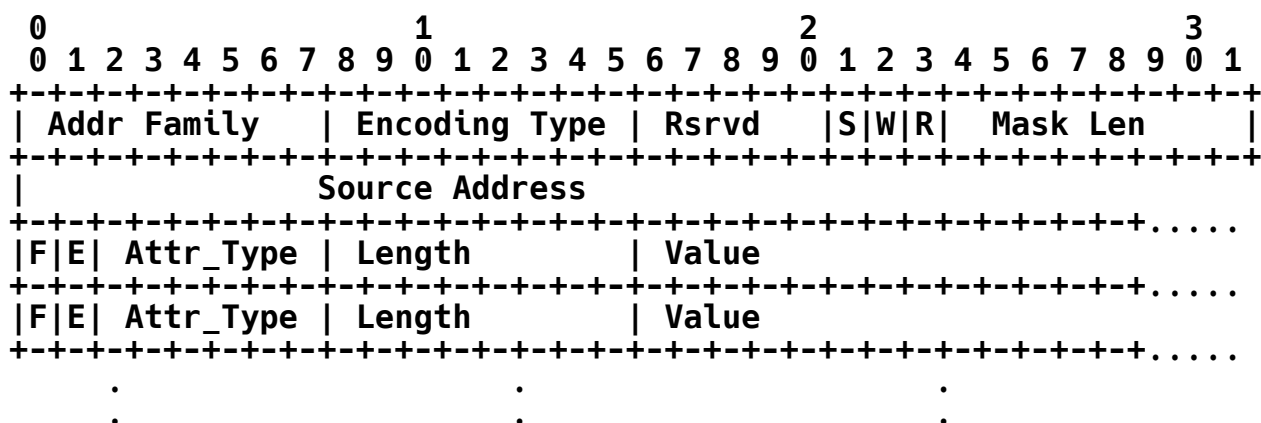 0                   1                   2                   3
 0 1 2 3 4 5 6 7 8 9 0 1 2 3 4 5 6 7 8 9 0 1 2 3 4 5 6 7 8 9 0 1
+-+-+-+-+-+-+-+-+-+-+-+-+-+-+-+-+-+-+-+-+-+-+-+-+-+-+-+-+-+-+-+-+
| Addr Family   | Encoding Type | Rsrvd   |S|W|R|  Mask Len     |
+-+-+-+-+-+-+-+-+-+-+-+-+-+-+-+-+-+-+-+-+-+-+-+-+-+-+-+-+-+-+-+-+
|               Source Address
+-+-+-+-+-+-+-+-+-+-+-+-+-+-+-+-+-+-+-+-+-+-+-+-+-+-+-+-+-+.....
|F|E| Attr_Type | Length        | Value
+-+-+-+-+-+-+-+-+-+-+-+-+-+-+-+-+-+-+-+-+-+-+-+-+-+-+-+-+-+.....
|F|E| Attr_Type | Length        | Value
+-+-+-+-+-+-+-+-+-+-+-+-+-+-+-+-+-+-+-+-+-+-+-+-+-+-+-+-+-+.....
     .                    .                     .
     .                    .                     .